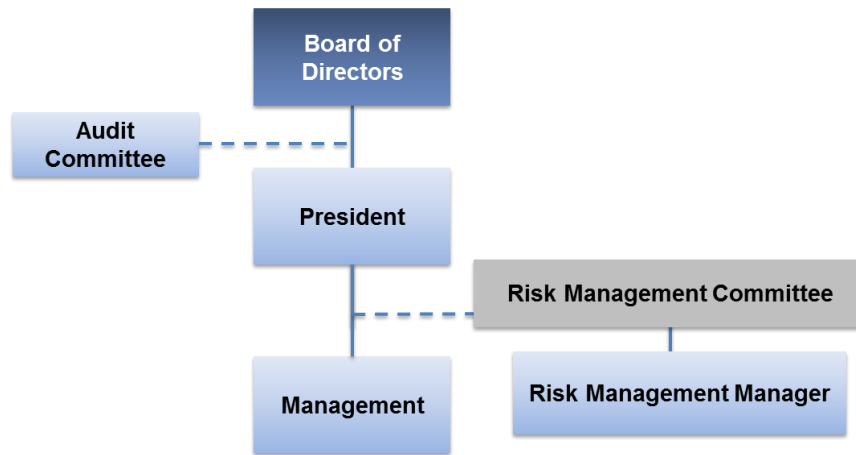 Board of
Directors
Audit
Committee
President
Risk Management Committee
Risk Management Manager
Management